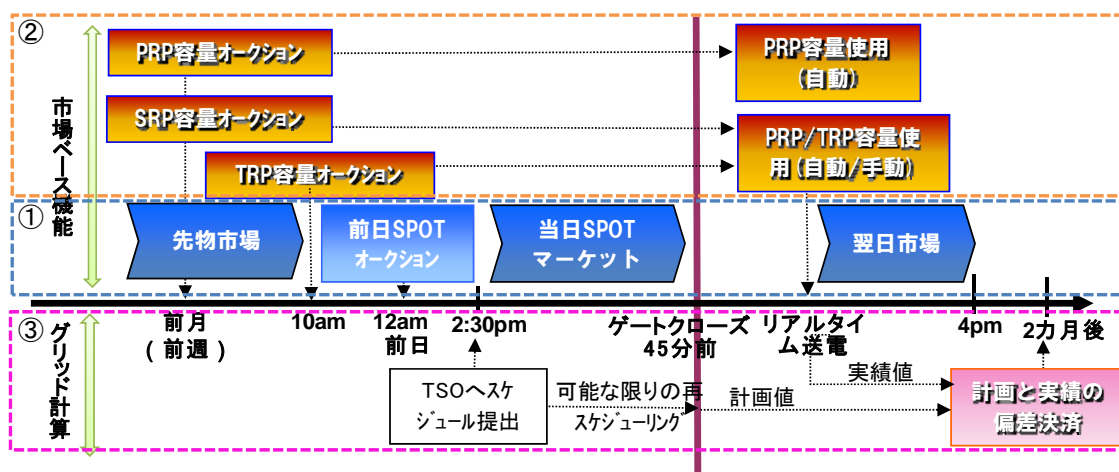 ②
市場ベース機能
PRP容量オークション
PRP容量使用
(自動)
SRP容量オークション
PRP/TRP容量使
用(自動/手動)
TRP容量オークション
①
先物市場
前日SPOT
オークション
当日SPOT
マーケット
翌日市場
③
グリッド計算
前月
(前週)
10am
12am
前日
2:30pm
ゲートクローズ
45分前
リアルタイ
ム送電
4pm
2カ月後
TSOへスケ
ジュール提出
可能な限りの再
スケジューリング
計画値
実績値
計画と実績の
偏差決済